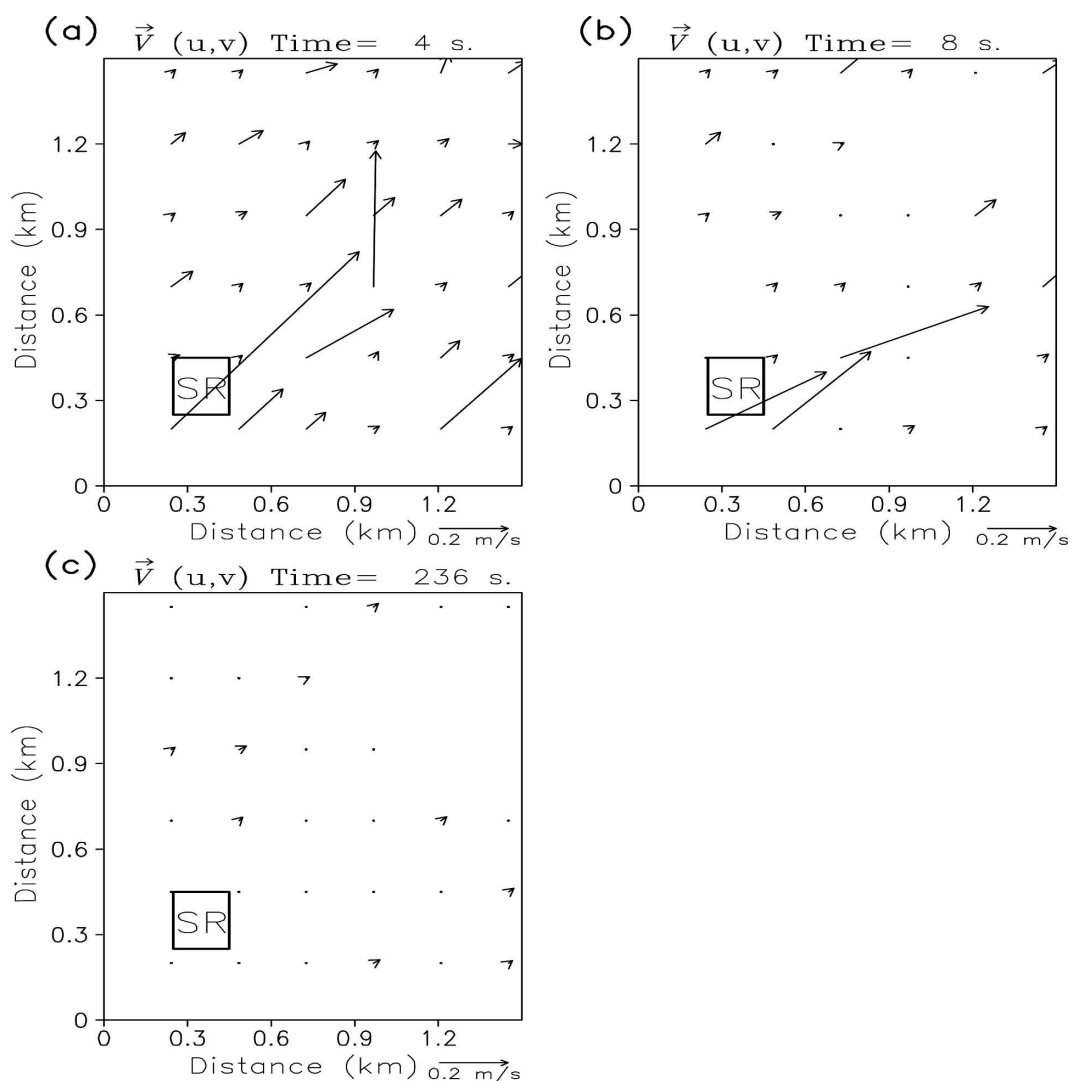 (a) V⃗ (u,v) Time= 4 s.
1.2
0.9
0.6
0.3
0
Distance (km)
SR
0 0.3 0.6 0.9 1.2
Distance (km)
0.2 m/s
(b) V⃗ (u,v) Time= 8 s.
1.2
0.9
0.6
0.3
0
Distance (km)
SR
0 0.3 0.6 0.9 1.2
Distance (km)
0.2 m/s
(c) V⃗ (u,v) Time= 236 s.
1.2
0.9
0.6
0.3
0
Distance (km)
SR
0 0.3 0.6 0.9 1.2
Distance (km)
0.2 m/s